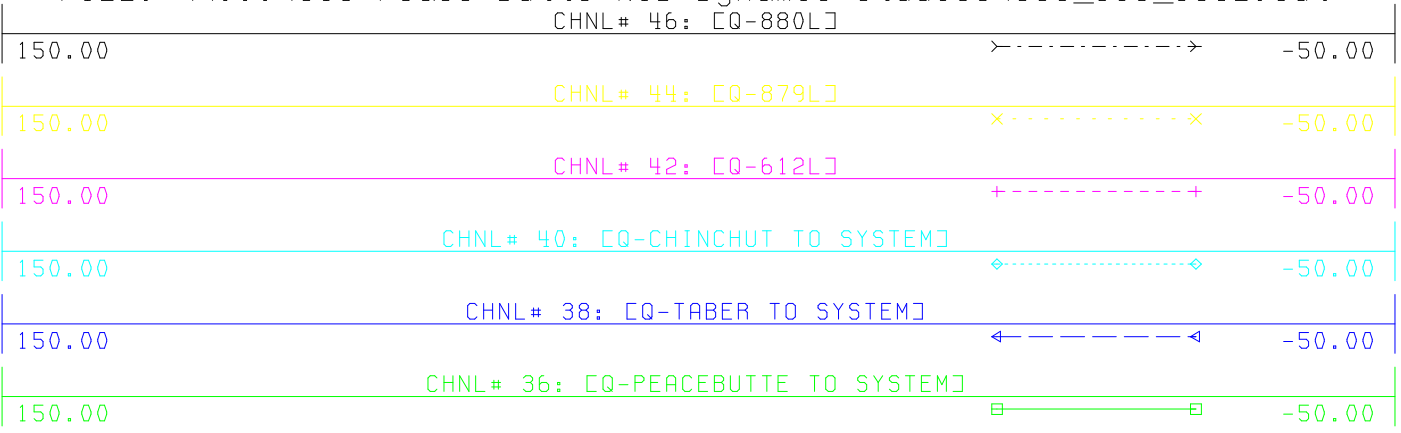 CHNL# 46: [Q-880L]
150.00 -50.00
CHNL# 44: [Q-879L]
150.00 -50.00
CHNL# 42: [Q-612L]
150.00 -50.00
CHNL# 40: [Q-CHINCHUT TO SYSTEM]
150.00 -50.00
CHNL# 38: [Q-TABER TO SYSTEM]
150.00 -50.00
CHNL# 36: [Q-PEACEBUTTE TO SYSTEM]
150.00 -50.00